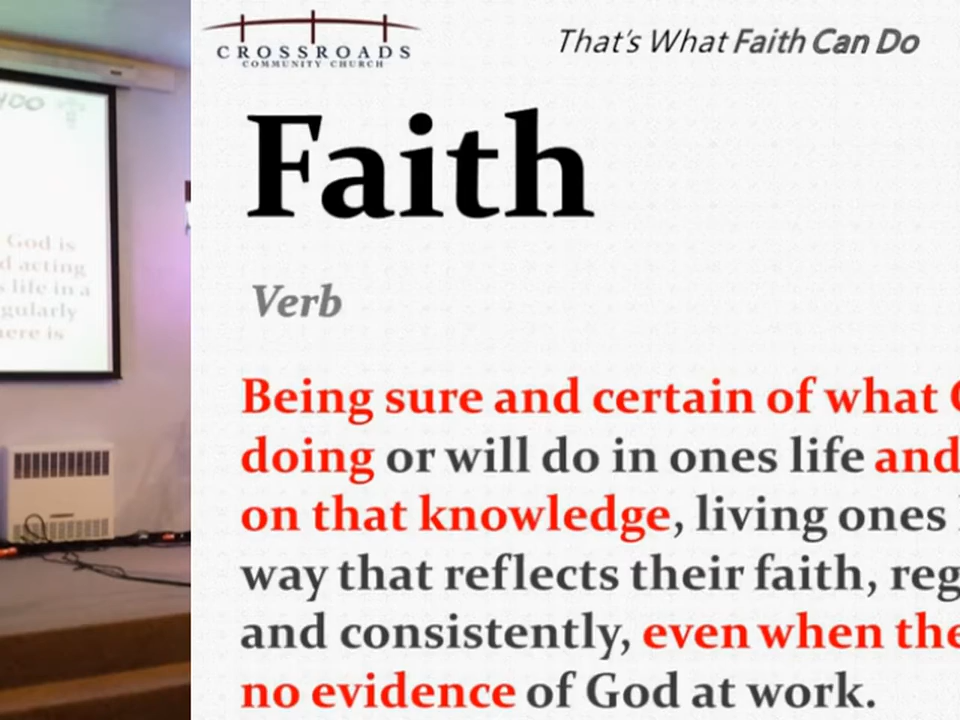 God is
acting
life in a
CROSSROADS
COMMUNITY CHURCH
That's What Faith Can Do
Faith
Verb
Being sure and certain of what
doing or will do in ones life and
on that knowledge, living ones
way that reflects their faith, reg
and consistently, even when the
no evidence of God at work.